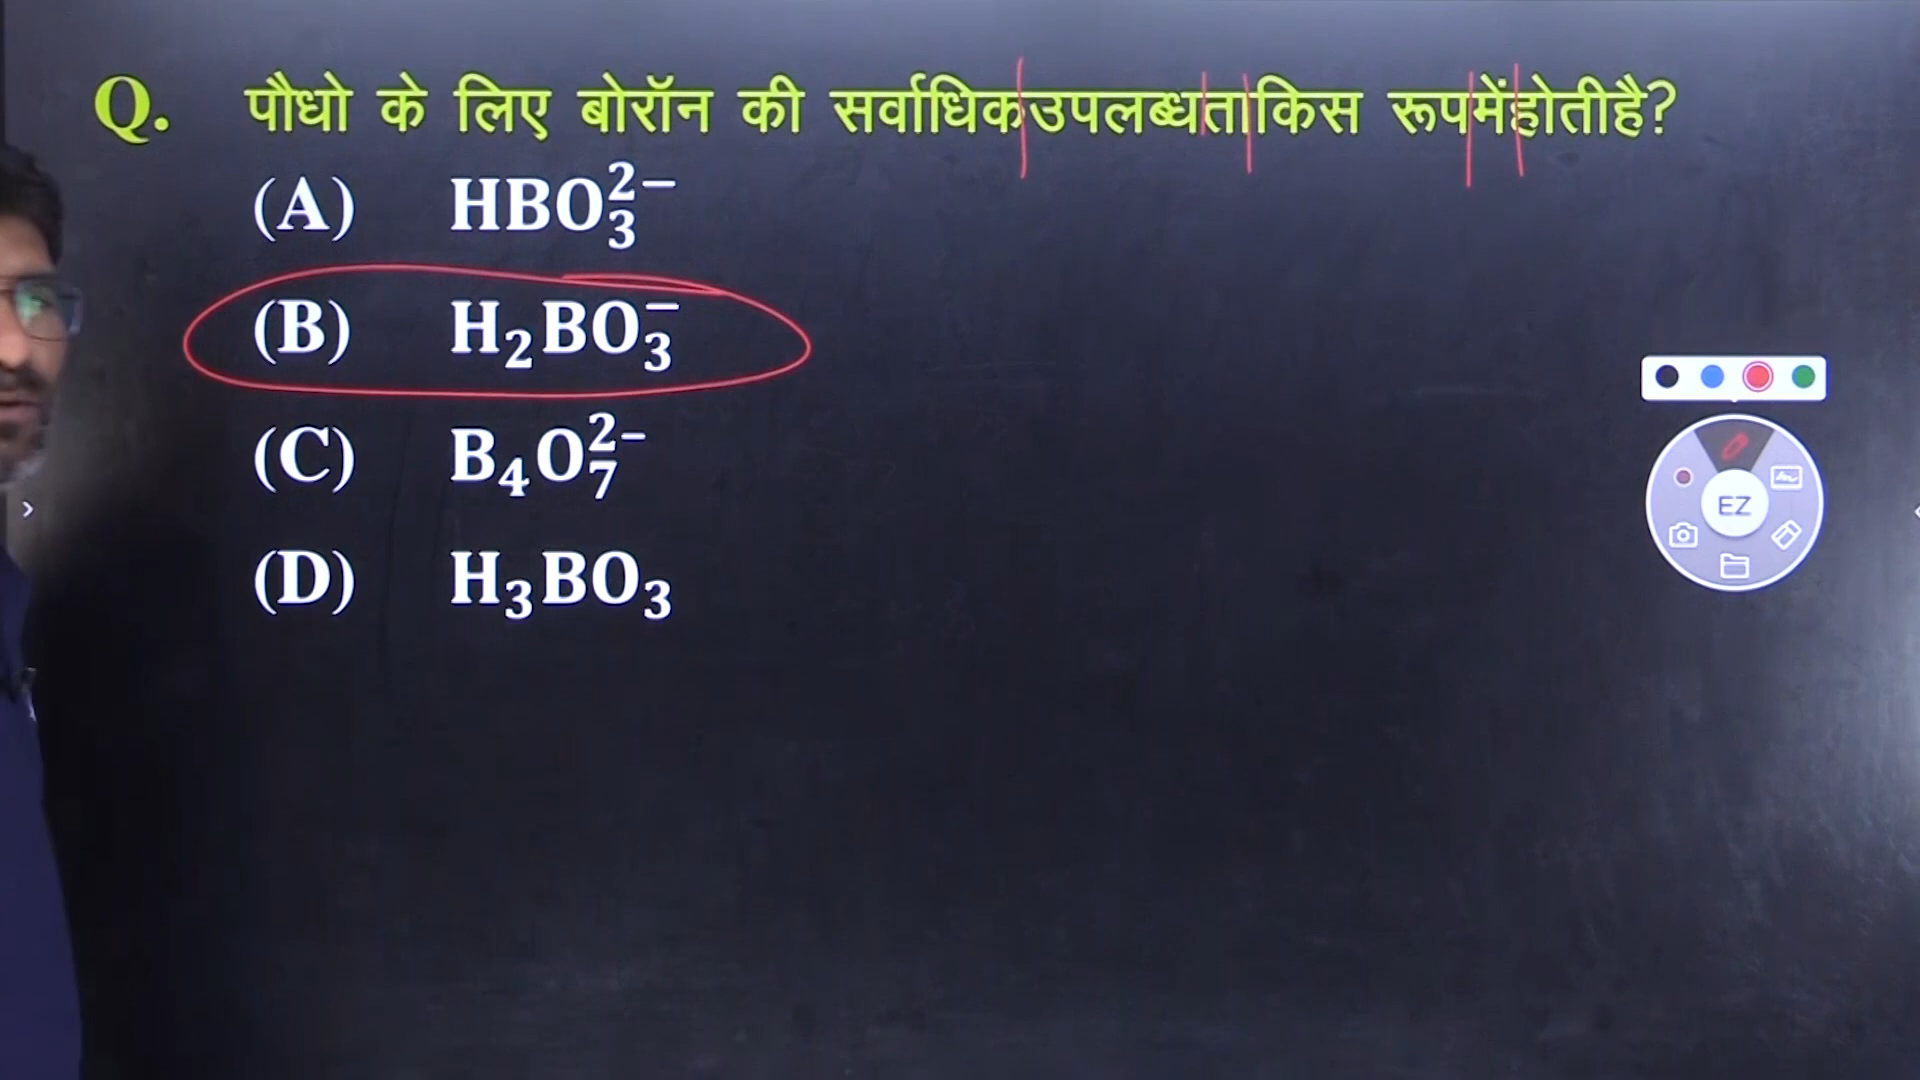 Q. पौधो के लिए बोरॉन की सर्वाधिकउपलब्धताकिस रूपमेंहोतीहै?
(A) HBO₃²⁻
(B) H₂BO₃⁻
(C) B₄O₇²⁻
(D) H₃BO₃
EZ